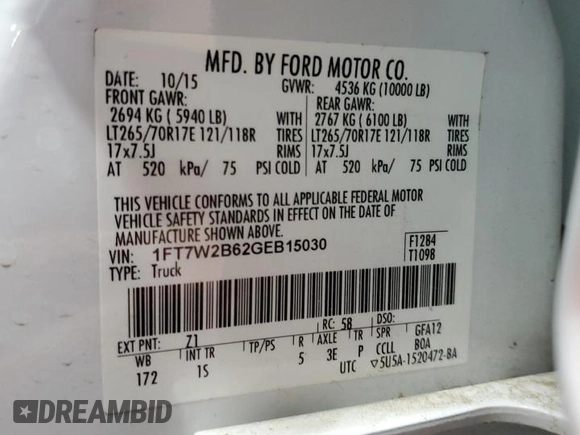 MFD. BY FORD MOTOR CO.
DATE: 10/15 GVWR: 4536 KG (10000 LB)
FRONT GAWR: REAR GAWR:
2694 KG ( 5940 LB) WITH 2767 KG ( 6100 LB) WITH
LT265/70R17E 121/118R TIRES LT265/70R17E 121/118R TIRES
17x7.5J RIMS 17x7.5J RIMS
AT 520 kPa/ 75 PSI COLD AT 520 kPa/ 75 PSI COLD
THIS VEHICLE CONFORMS TO ALL APPLICABLE FEDERAL MOTOR
VEHICLE SAFETY STANDARDS IN EFFECT ON THE DATE OF
MANUFACTURE SHOWN ABOVE.
VIN: 1FT7W2B62GEB15030 F1284
TYPE: Truck T1098
EXT PNT: Z1 RC: 58 DSO:
WB INT TR TP/PS R AXLE TR SPR GFA12
172 1S 5 3E P CCLL BOA
UTC ▽5U5A-1520472-BA
DREAMBID